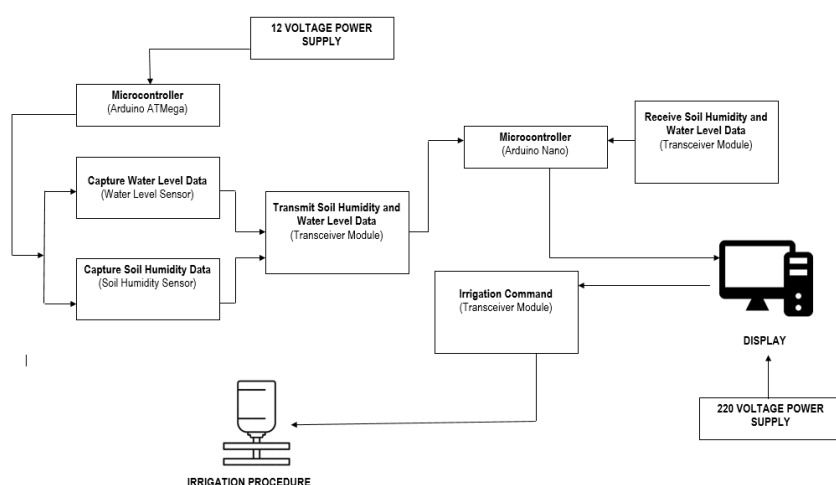 12 VOLTAGE POWER
SUPPLY
Microcontroller
(Arduino ATMega)
Capture Water Level Data
(Water Level Sensor)
Capture Soil Humidity Data
(Soil Humidity Sensor)
Transmit Soil Humidity and
Water Level Data
(Transceiver Module)
Microcontroller
(Arduino Nano)
Receive Soil Humidity and
Water Level Data
(Transceiver Module)
Irrigation Command
(Transceiver Module)
DISPLAY
220 VOLTAGE POWER
SUPPLY
IRRIGATION PROCEDURE